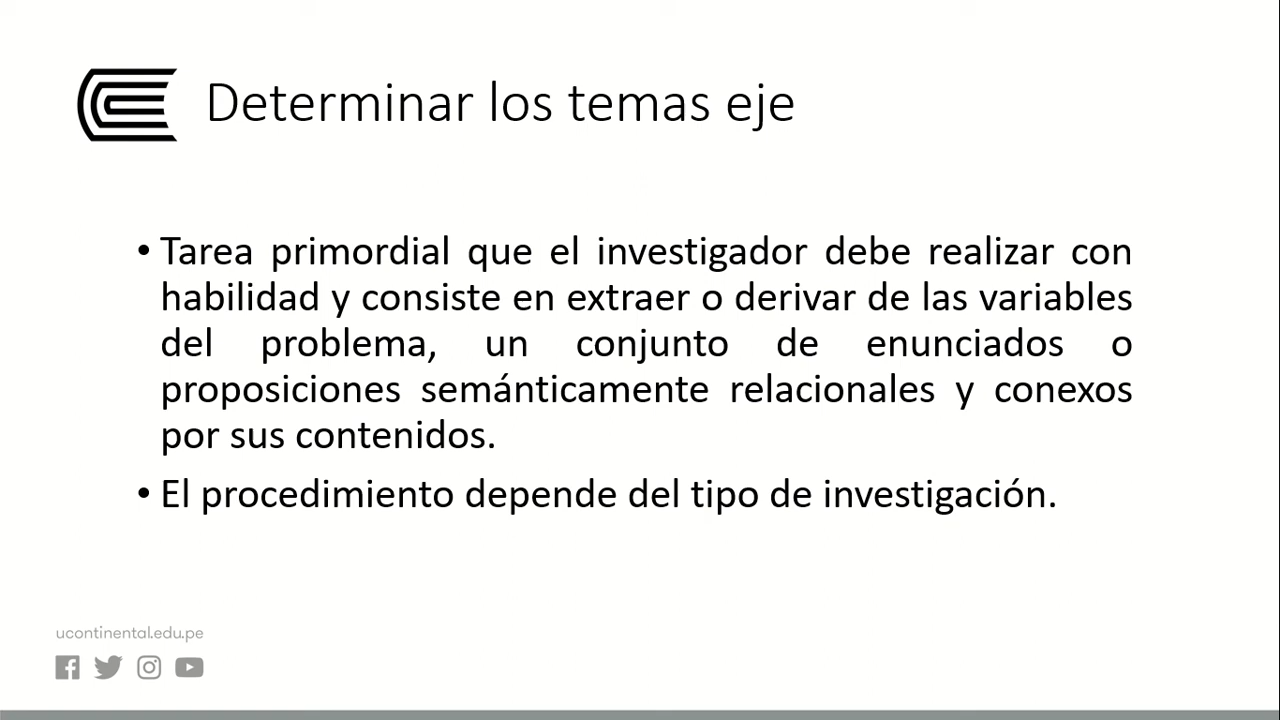 Determinar los temas eje
• Tarea primordial que el investigador debe realizar con
habilidad y consiste en extraer o derivar de las variables
del problema, un conjunto de enunciados o
proposiciones semánticamente relacionales y conexos
por sus contenidos.
• El procedimiento depende del tipo de investigación.
ucontinental.edu.pe